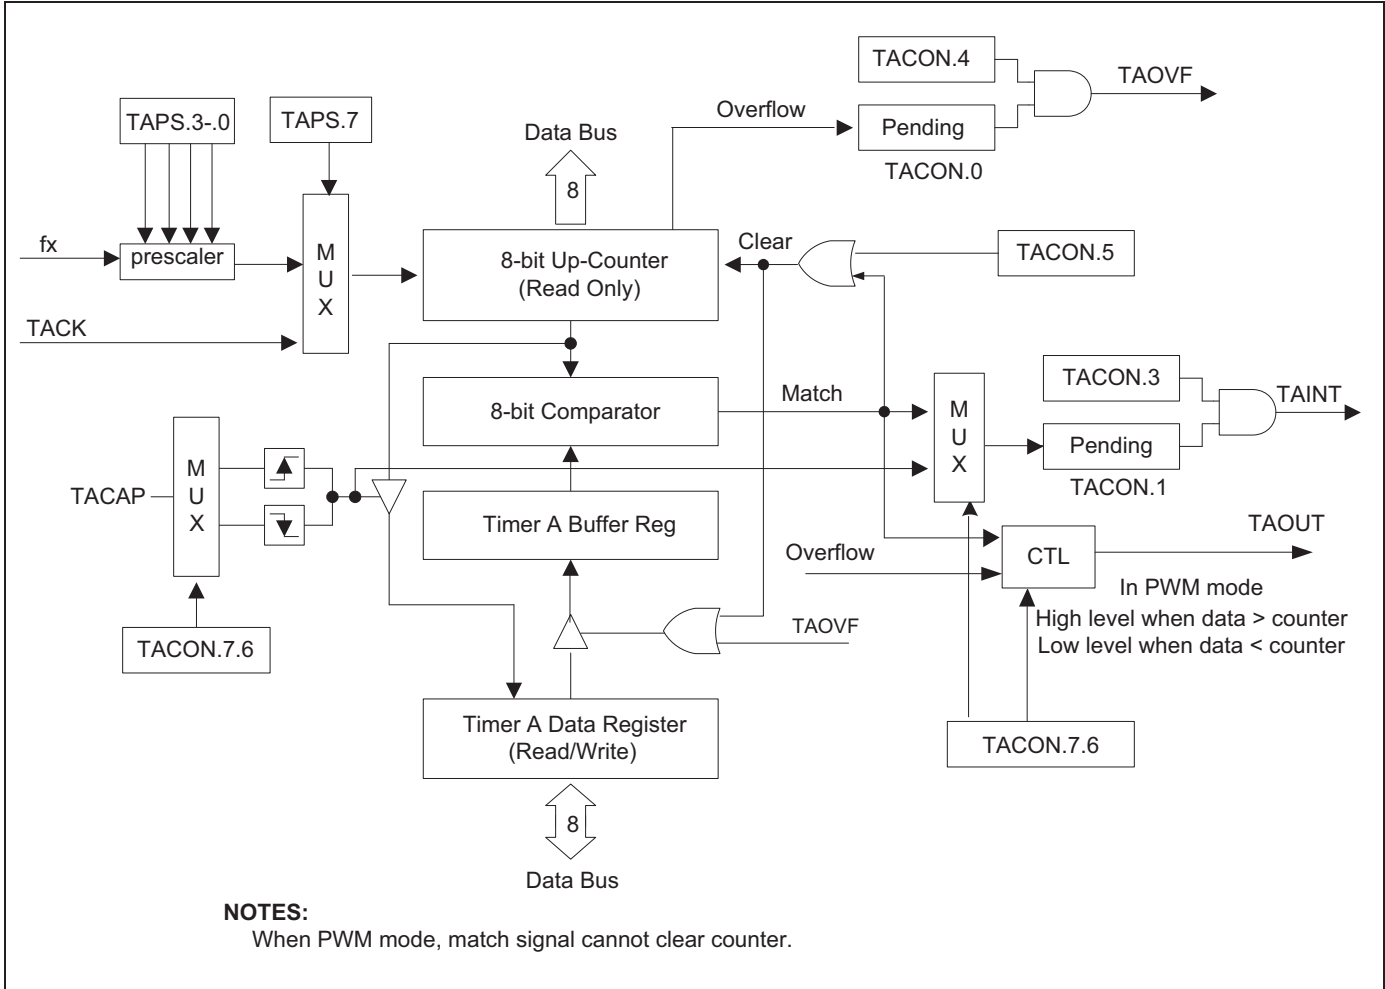 TACON.4
TAOVF
TAPS.3-.0
TAPS.7
Overflow
Pending
Data Bus
TACON.0
8
fx
prescaler
M
U
X
Clear
8-bit Up-Counter
(Read Only)
TACON.5
TACK
TACON.3
TAINT
Match
8-bit Comparator
M
U
X
Pending
TACON.1
TACAP
M
U
X
Timer A Buffer Reg
TAOUT
Overflow
CTL
In PWM mode
High level when data > counter
Low level when data < counter
TAOVF
TACON.7.6
Timer A Data Register
(Read/Write)
TACON.7.6
8
Data Bus
NOTES:
When PWM mode, match signal cannot clear counter.